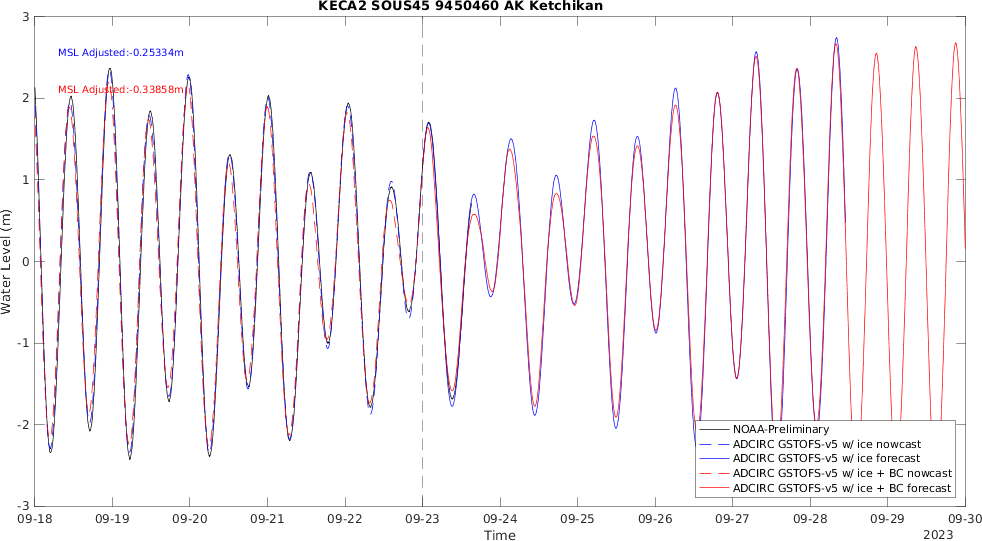 KECA2 SOUS45 9450460 AK Ketchikan
3
MSL Adjusted:-0.25334m
MSL Adjusted:-0.33858m
2
1
0
-1
-2
-3
Water Level (m)
NOAA-Preliminary
ADCIRC GSTOFS-v5 w/ ice nowcast
ADCIRC GSTOFS-v5 w/ ice forecast
ADCIRC GSTOFS-v5 w/ ice + BC nowcast
ADCIRC GSTOFS-v5 w/ ice + BC forecast
09-18 09-19 09-20 09-21 09-22 09-23 09-24 09-25 09-26 09-27 09-28 09-29 09-30
Time
2023